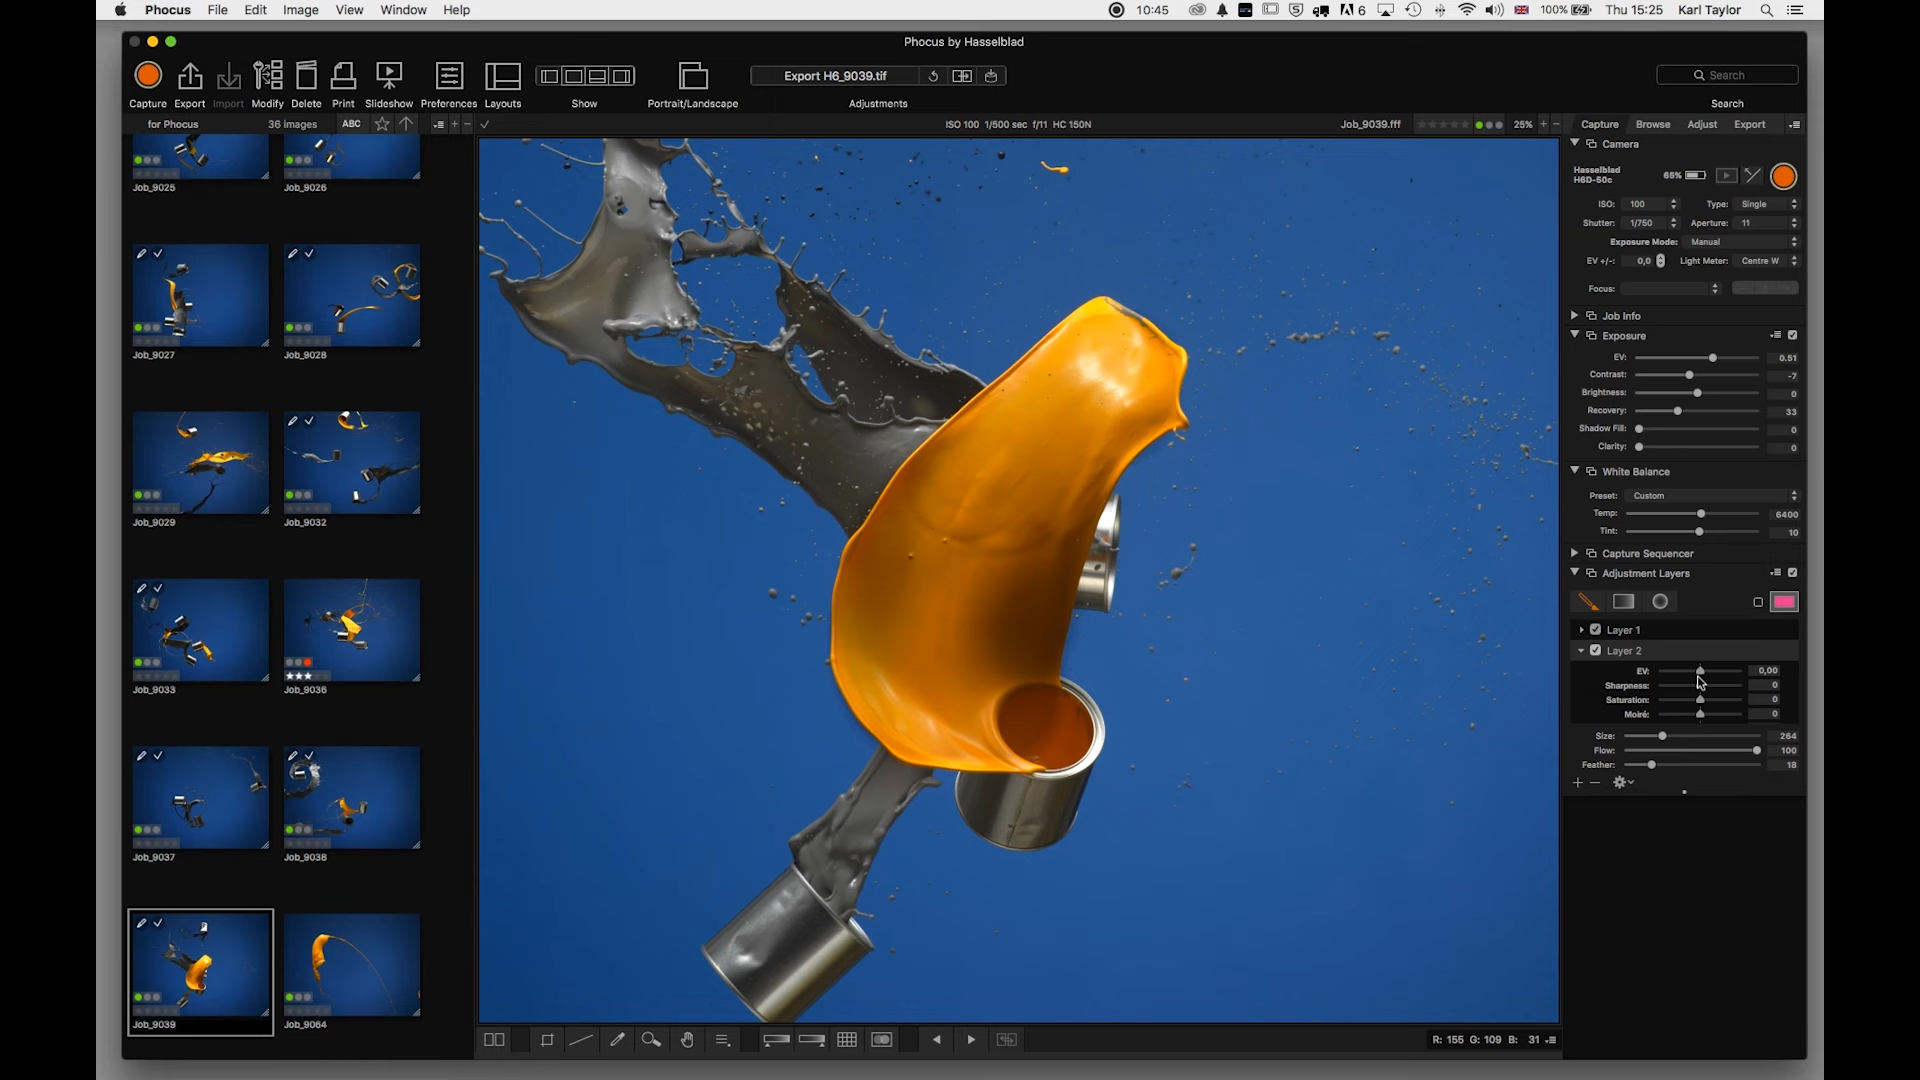 Phocus File Edit Image View Window Help 10:45 6 100% Thu 15:25 Karl Taylor
Phocus by Hasselblad
Export H6_9039.tif
Search
Capture Export Import Modify Delete Print Slideshow Preferences Layouts Show Portrait/Landscape Adjustments Search
for Phocus 36 images ABC ISO 100 1/500 sec f/11 HC 150N Job_9039.fff 25% Capture Browse Adjust Export
Camera
Hasselblad
H6D-50c
65%
ISO: 100 Type: Single
Shutter: 1/750 Aperture: 11
Exposure Mode: Manual
EV +/-: 0,0 Light Meter: Centre W
Focus:
Job Info
Exposure
EV: 0.51
Contrast: -7
Brightness: 0
Recovery: 33
Shadow Fill: 0
Clarity: 0
White Balance
Preset: Custom
Temp: 6400
Tint: 10
Capture Sequencer
Adjustment Layers
Layer 1
Layer 2
EV: 0,00
Sharpness: 0
Saturation: 0
Moiré: 0
Size: 264
Flow: 100
Feather: 18
Job_9025 Job_9026
Job_9027 Job_9028
Job_9029 Job_9032
Job_9033 Job_9036
Job_9037 Job_9038
Job_9039 Job_9064
R: 155 G: 109 B: 31